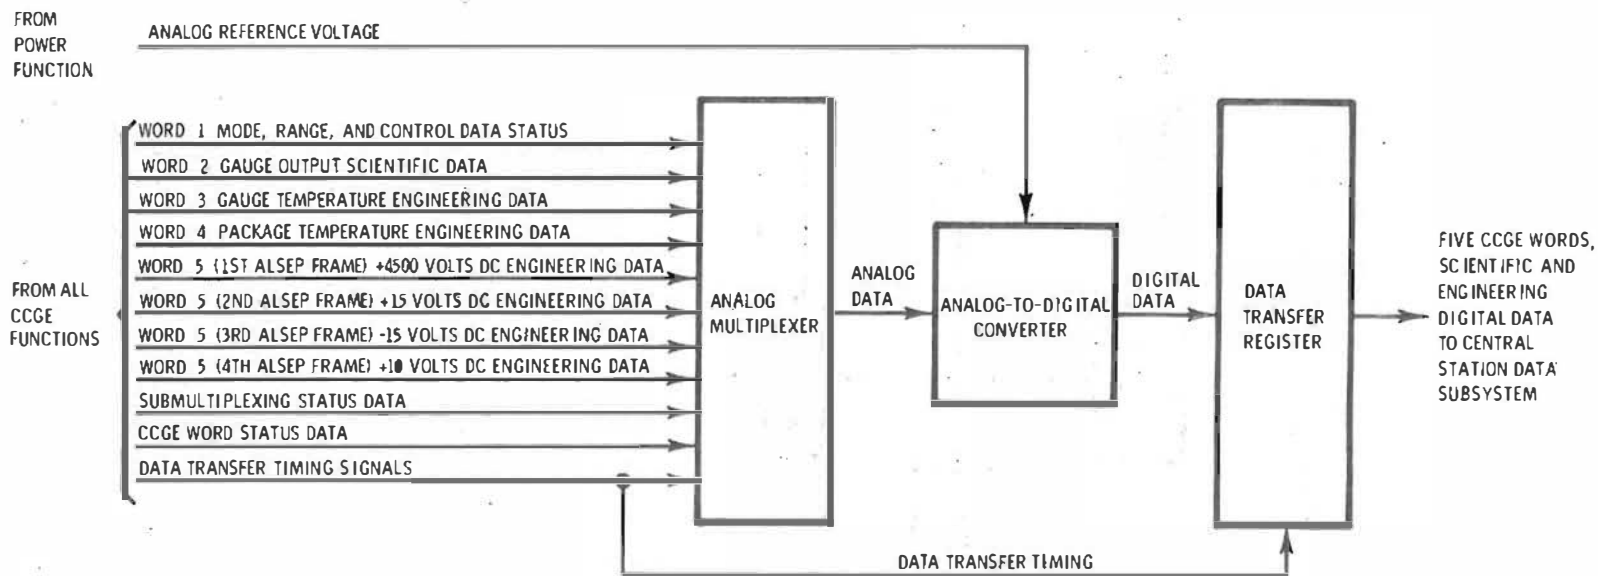 FROM
POWER
FUNCTION
ANALOG REFERENCE VOLTAGE
FROM ALL
CCGE
FUNCTIONS
WORD 1 MODE, RANGE, AND CONTROL DATA STATUS
WORD 2 GAUGE OUTPUT SCIENTIFIC DATA
WORD 3 GAUGE TEMPERATURE ENGINEERING DATA
WORD 4 PACKAGE TEMPERATURE ENGINEERING DATA
WORD 5 (1ST ALSEP FRAME) +4500 VOLTS DC ENGINEERING DATA
WORD 5 (2ND ALSEP FRAME) +15 VOLTS DC ENGINEERING DATA
WORD 5 (3RD ALSEP FRAME) -15 VOLTS DC ENGINEERING DATA
WORD 5 (4TH ALSEP FRAME) +10 VOLTS DC ENGINEERING DATA
SUBMULTIPLEXING STATUS DATA
CCGE WORD STATUS DATA
DATA TRANSFER TIMING SIGNALS
ANALOG
MULTIPLEXER
ANALOG
DATA
ANALOG-TO-DIGITAL
CONVERTER
DIGITAL
DATA
DATA
TRANSFER
REGISTER
FIVE CCGE WORDS,
SCIENTIFIC AND
ENGINEERING
DIGITAL DATA
TO CENTRAL
STATION DATA
SUBSYSTEM
DATA TRANSFER TIMING